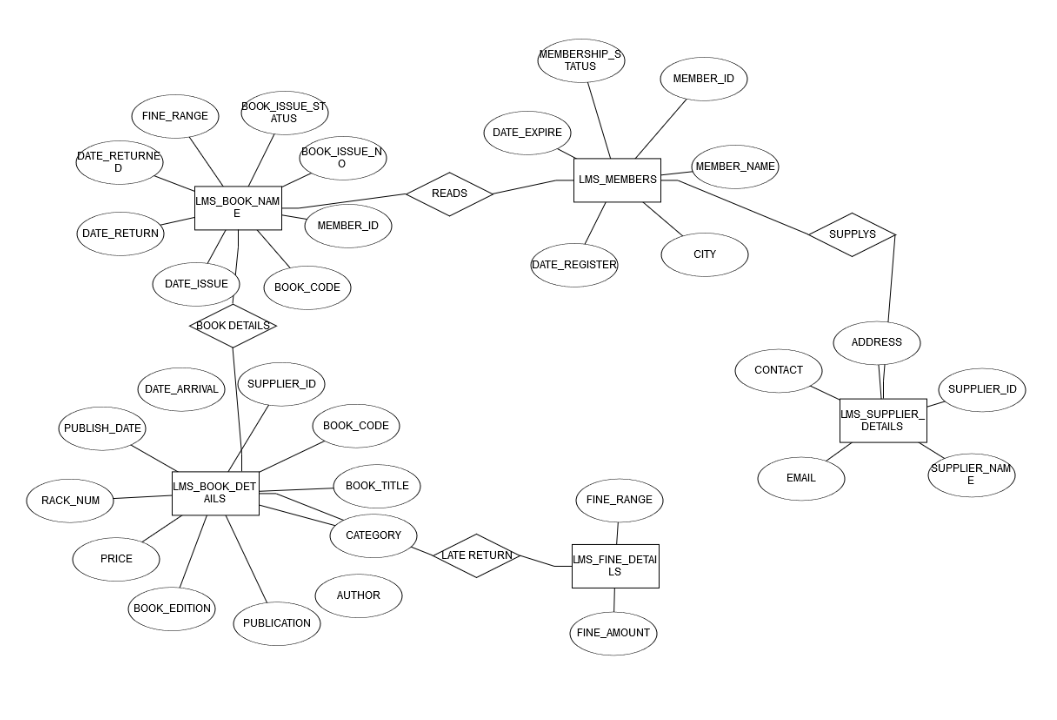 MEMBERSHIP_S
TATUS
MEMBER_ID
BOOK_ISSUE_ST
ATUS
FINE_RANGE
DATE_EXPIRE
BOOK_ISSUE_N
O
DATE_RETURNE
D
MEMBER_NAME
LMS_MEMBERS
READS
LMS_BOOK_NAM
E
MEMBER_ID
DATE_RETURN
SUPPLYS
CITY
DATE_REGISTER
DATE_ISSUE
BOOK_CODE
BOOK DETAILS
ADDRESS
CONTACT
SUPPLIER_ID
DATE_ARRIVAL
SUPPLIER_ID
LMS_SUPPLIER_
DETAILS
BOOK_CODE
PUBLISH_DATE
SUPPLIER_NAM
E
EMAIL
BOOK_TITLE
LMS_BOOK_DET
AILS
RACK_NUM
FINE_RANGE
CATEGORY
LATE RETURN
PRICE
LMS_FINE_DETAI
LS
AUTHOR
BOOK_EDITION
PUBLICATION
FINE_AMOUNT